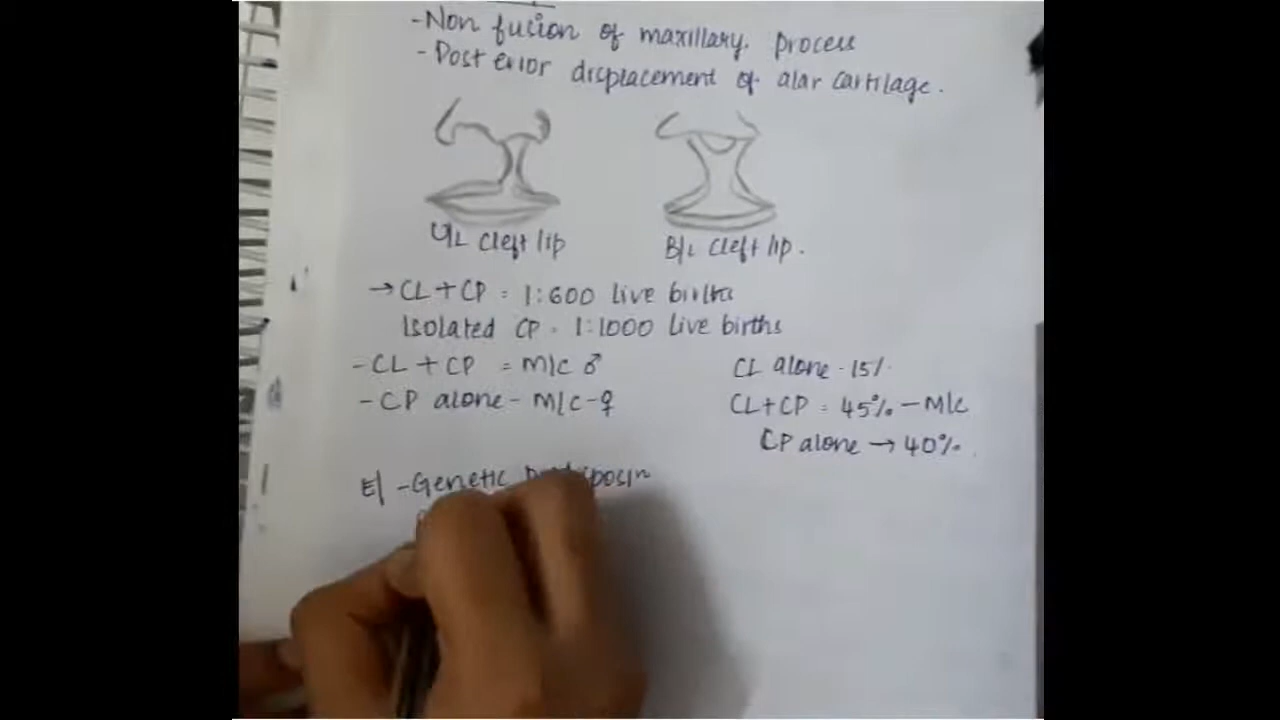 -Non fusion of maxillary process
-Posterior displacement of alar cartilage.
U/L cleft lip
B/L cleft lip.
→ CL + CP = 1:600 live births
Isolated CP - 1:1000 live births
-CL + CP = M/C ♂
-CP alone - M/C - ♀
CL alone - 15%
CL+CP = 45% - M/C
CP alone → 40%
E/ -Genetic